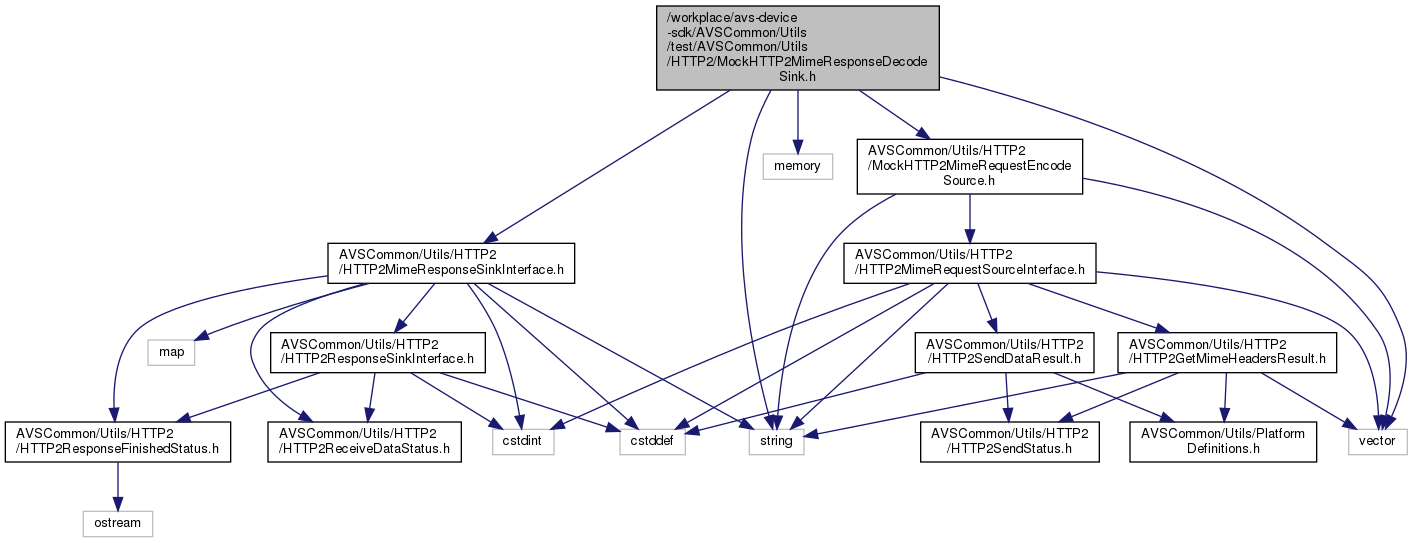 /workplace/avs-device
-sdk/AVSCommon/Utils
/test/AVSCommon/Utils
/HTTP2/MockHTTP2MimeResponseDecode
Sink.h
memory
AVSCommon/Utils/HTTP2
/MockHTTP2MimeRequestEncode
Source.h
AVSCommon/Utils/HTTP2
/HTTP2MimeResponseSinkInterface.h
AVSCommon/Utils/HTTP2
/HTTP2MimeRequestSourceInterface.h
map
AVSCommon/Utils/HTTP2
/HTTP2ResponseSinkInterface.h
AVSCommon/Utils/HTTP2
/HTTP2SendDataResult.h
AVSCommon/Utils/HTTP2
/HTTP2GetMimeHeadersResult.h
AVSCommon/Utils/HTTP2
/HTTP2ResponseFinishedStatus.h
AVSCommon/Utils/HTTP2
/HTTP2ReceiveDataStatus.h
cstdint
cstddef
string
AVSCommon/Utils/HTTP2
/HTTP2SendStatus.h
AVSCommon/Utils/Platform
Definitions.h
vector
ostream